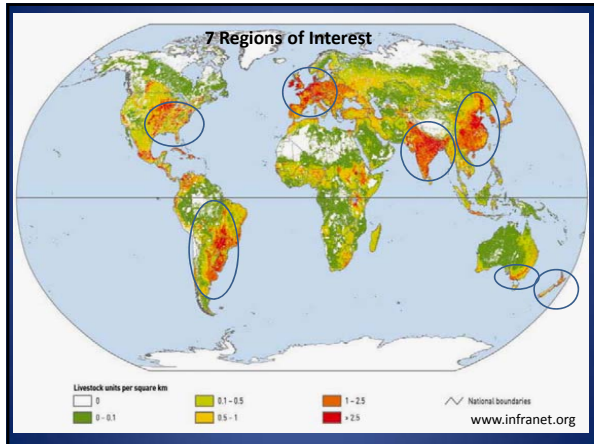 7 Regions of Interest
Livestock units per square km
0
0 – 0.1
0.1 – 0.5
0.5 – 1
1 – 2.5
> 2.5
National boundaries
www.infranet.org